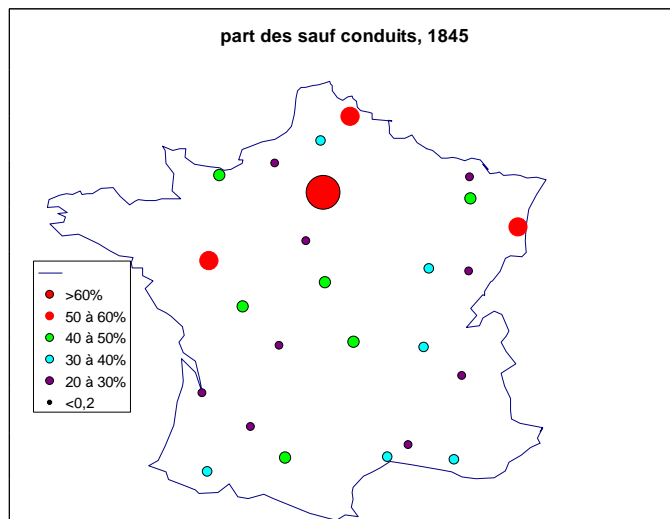 part des sauf conduits, 1845
>60%
50 à 60%
40 à 50%
30 à 40%
20 à 30%
<0,2